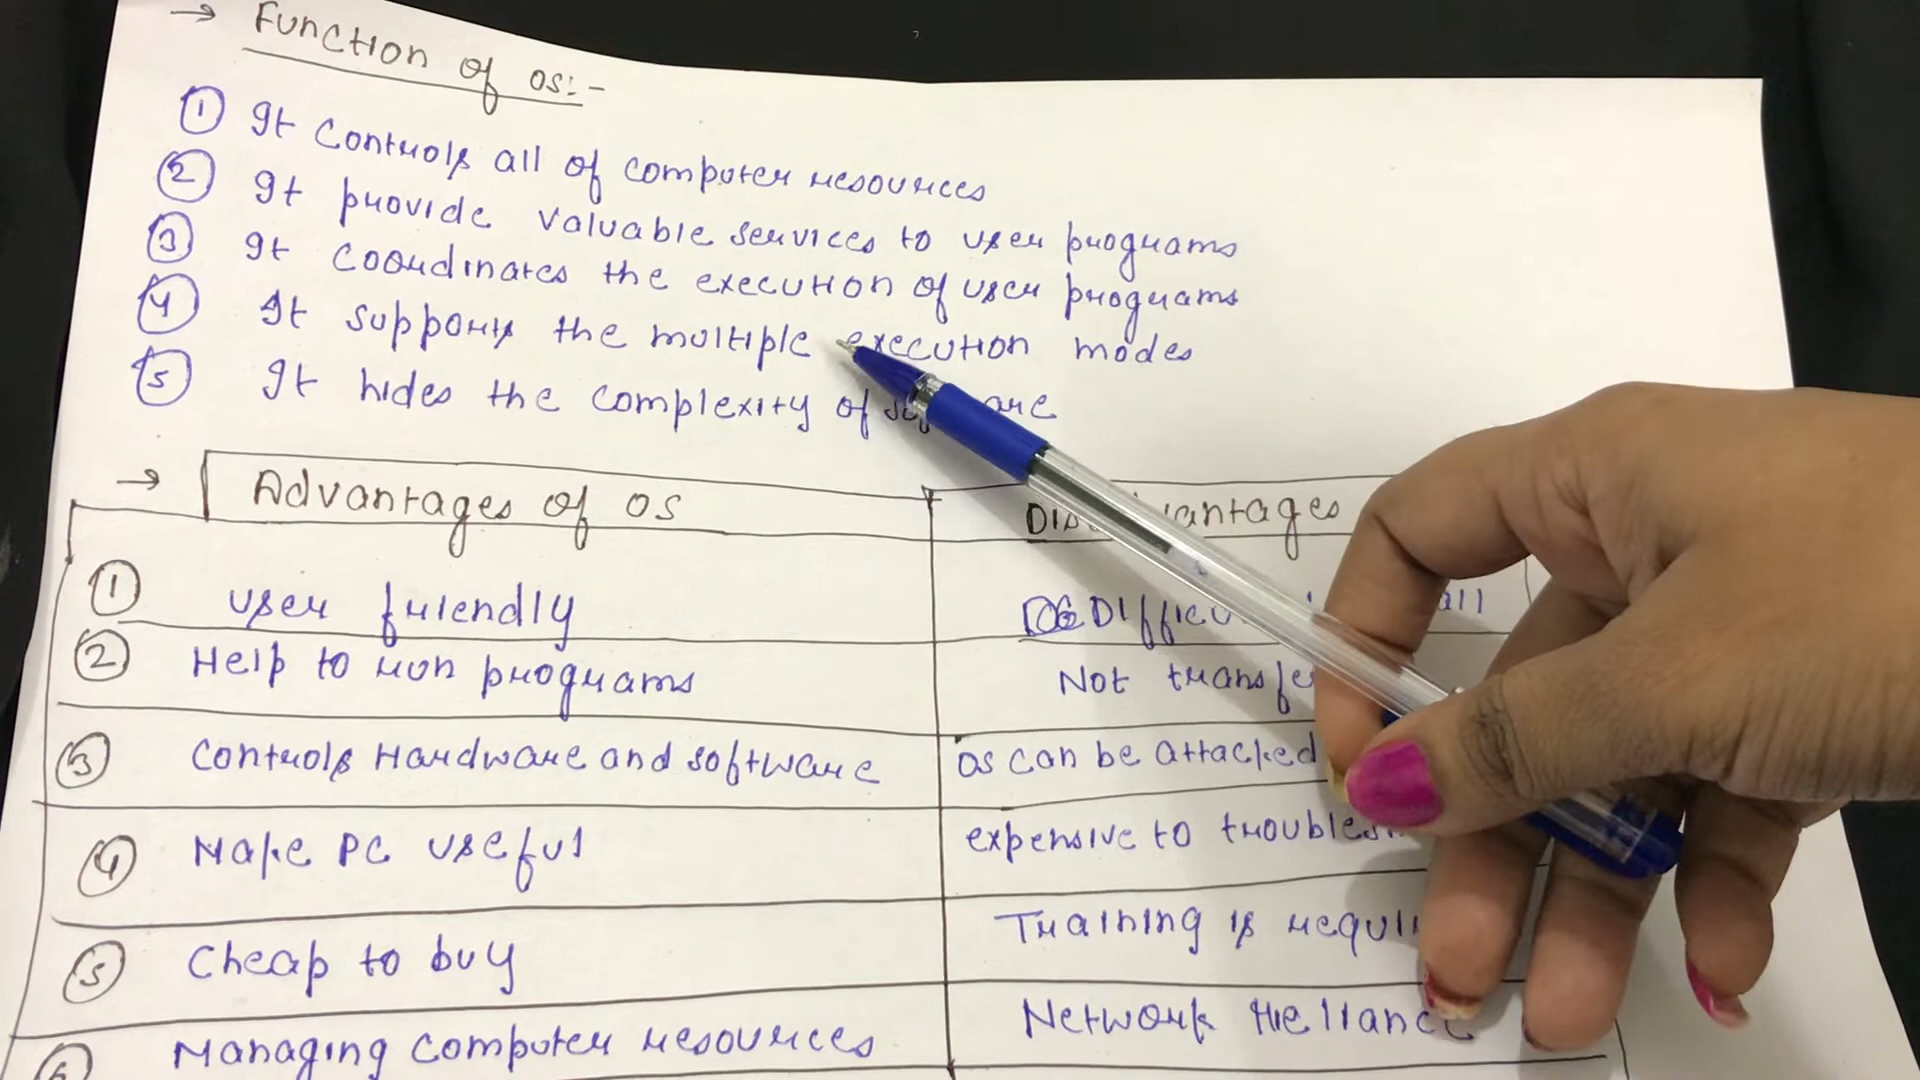 → Function of OS:-
① It controls all of computer resources
② It provide valuable services to user programs
③ It coordinates the execution of user programs
④ It supports the multiple execution modes
⑤ It hides the complexity of
→ Advantages of OS
① user friendly
② Help to run programs
Not
③ controls Hardware and software
os can be attacked
④ Make PC useful
expensive to
⑤ Cheap to buy
Training is
⑥ Managing computer resources
Network Reliance